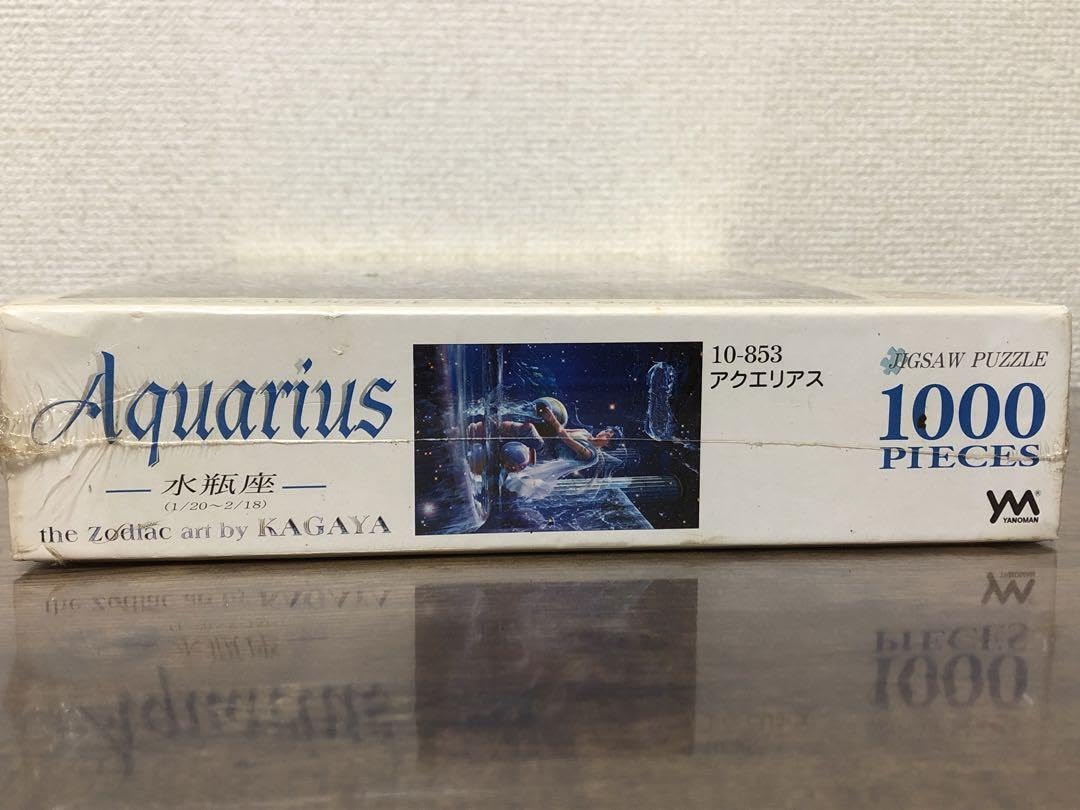 Aquarius
水瓶座
(1/20~2/18)
the Zodiac art by KAGAYA
10-853
アクエリアス
JIGSAW PUZZLE
1000
PIECES
YM®
YANOMAN